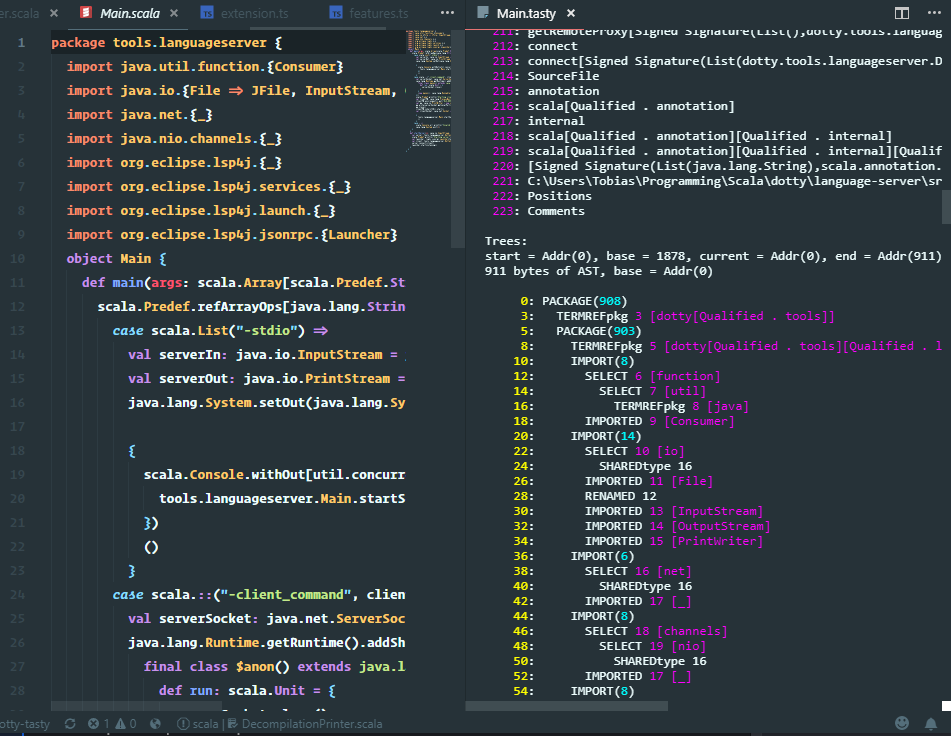 er.scala × Main.scala × extension.ts features.ts ··· Main.tasty × ···
1 package tools.languageserver {
2 import java.util.function.{Consumer}
3 import java.io.{File => JFile, InputStream,
4 import java.net.{_}
5 import java.nio.channels.{_}
6 import org.eclipse.lsp4j.{_}
7 import org.eclipse.lsp4j.services.{_}
8 import org.eclipse.lsp4j.launch.{_}
9 import org.eclipse.lsp4j.jsonrpc.{Launcher}
10 object Main {
11 def main(args: scala.Array[scala.Predef.St
12 scala.Predef.refArrayOps[java.lang.Strin
13 case scala.List("-stdio") =>
14 val serverIn: java.io.InputStream =
15 val serverOut: java.io.PrintStream =
16 java.lang.System.setOut(java.lang.Sy
17
18 {
19 scala.Console.withOut[util.concurr
20 tools.languageserver.Main.startS
21 })
22 ()
23 }
24 case scala.::("-client_command", clien
25 val serverSocket: java.net.ServerSoc
26 java.lang.Runtime.getRuntime().addSh
27 final class $anon() extends java.l
28 def run: scala.Unit = {
211: getRemoteProxy[Signed Signature(List(),dotty.tools.languag
212: connect
213: connect[Signed Signature(List(dotty.tools.languageserver.D
214: SourceFile
215: annotation
216: scala[Qualified . annotation]
217: internal
218: scala[Qualified . annotation][Qualified . internal]
219: scala[Qualified . annotation][Qualified . internal][Qualif
220: [Signed Signature(List(java.lang.String),scala.annotation.
221: C:\Users\Tobias\Programming\Scala\dotty\language-server\sr
222: Positions
223: Comments
Trees:
start = Addr(0), base = 1878, current = Addr(0), end = Addr(911)
911 bytes of AST, base = Addr(0)
0: PACKAGE(908)
3: TERMREFpkg 3 [dotty[Qualified . tools]]
5: PACKAGE(903)
8: TERMREFpkg 5 [dotty[Qualified . tools][Qualified . l
10: IMPORT(8)
12: SELECT 6 [function]
14: SELECT 7 [util]
16: TERMREFpkg 8 [java]
18: IMPORTED 9 [Consumer]
20: IMPORT(14)
22: SELECT 10 [io]
24: SHAREDtype 16
26: IMPORTED 11 [File]
28: RENAMED 12
30: IMPORTED 13 [InputStream]
32: IMPORTED 14 [OutputStream]
34: IMPORTED 15 [PrintWriter]
36: IMPORT(6)
38: SELECT 16 [net]
40: SHAREDtype 16
42: IMPORTED 17 [_]
44: IMPORT(8)
46: SELECT 18 [channels]
48: SELECT 19 [nio]
50: SHAREDtype 16
52: IMPORTED 17 [_]
54: IMPORT(8)
otty-tasty 1 0 scala | DecompilationPrinter.scala